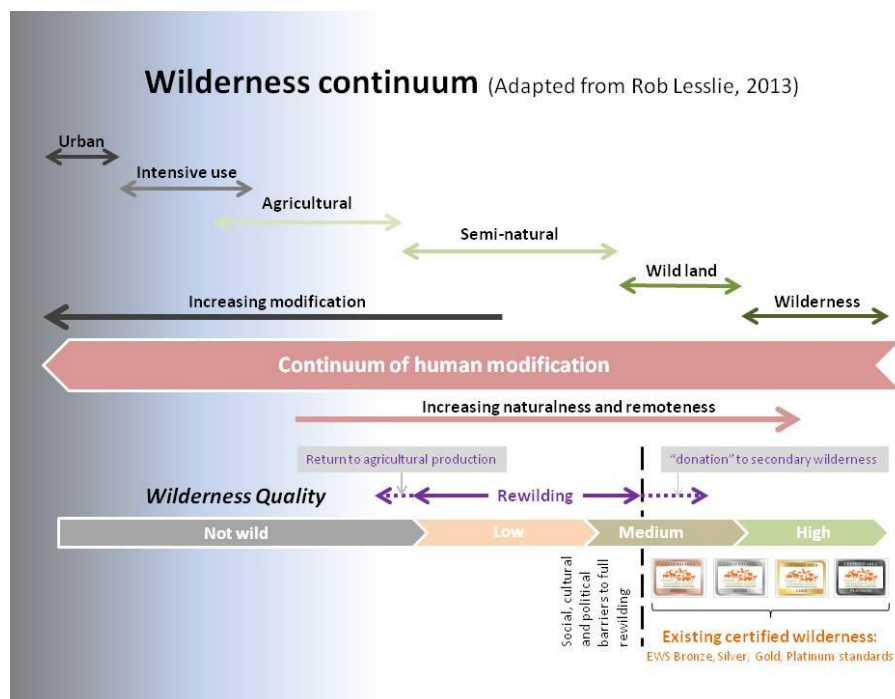 Wilderness continuum (Adapted from Rob Lesslie, 2013)
Urban
Intensive use
Agricultural
Semi-natural
Wild land
Wilderness
Increasing modification
Continuum of human modification
Increasing naturalness and remoteness
Return to agricultural production
"donation" to secondary wilderness
Wilderness Quality
Rewilding
Not wild
Low
Medium
High
Social, cultural
and political
barriers to full
rewilding
Existing certified wilderness:
EWS Bronze, Silver, Gold, Platinum standards